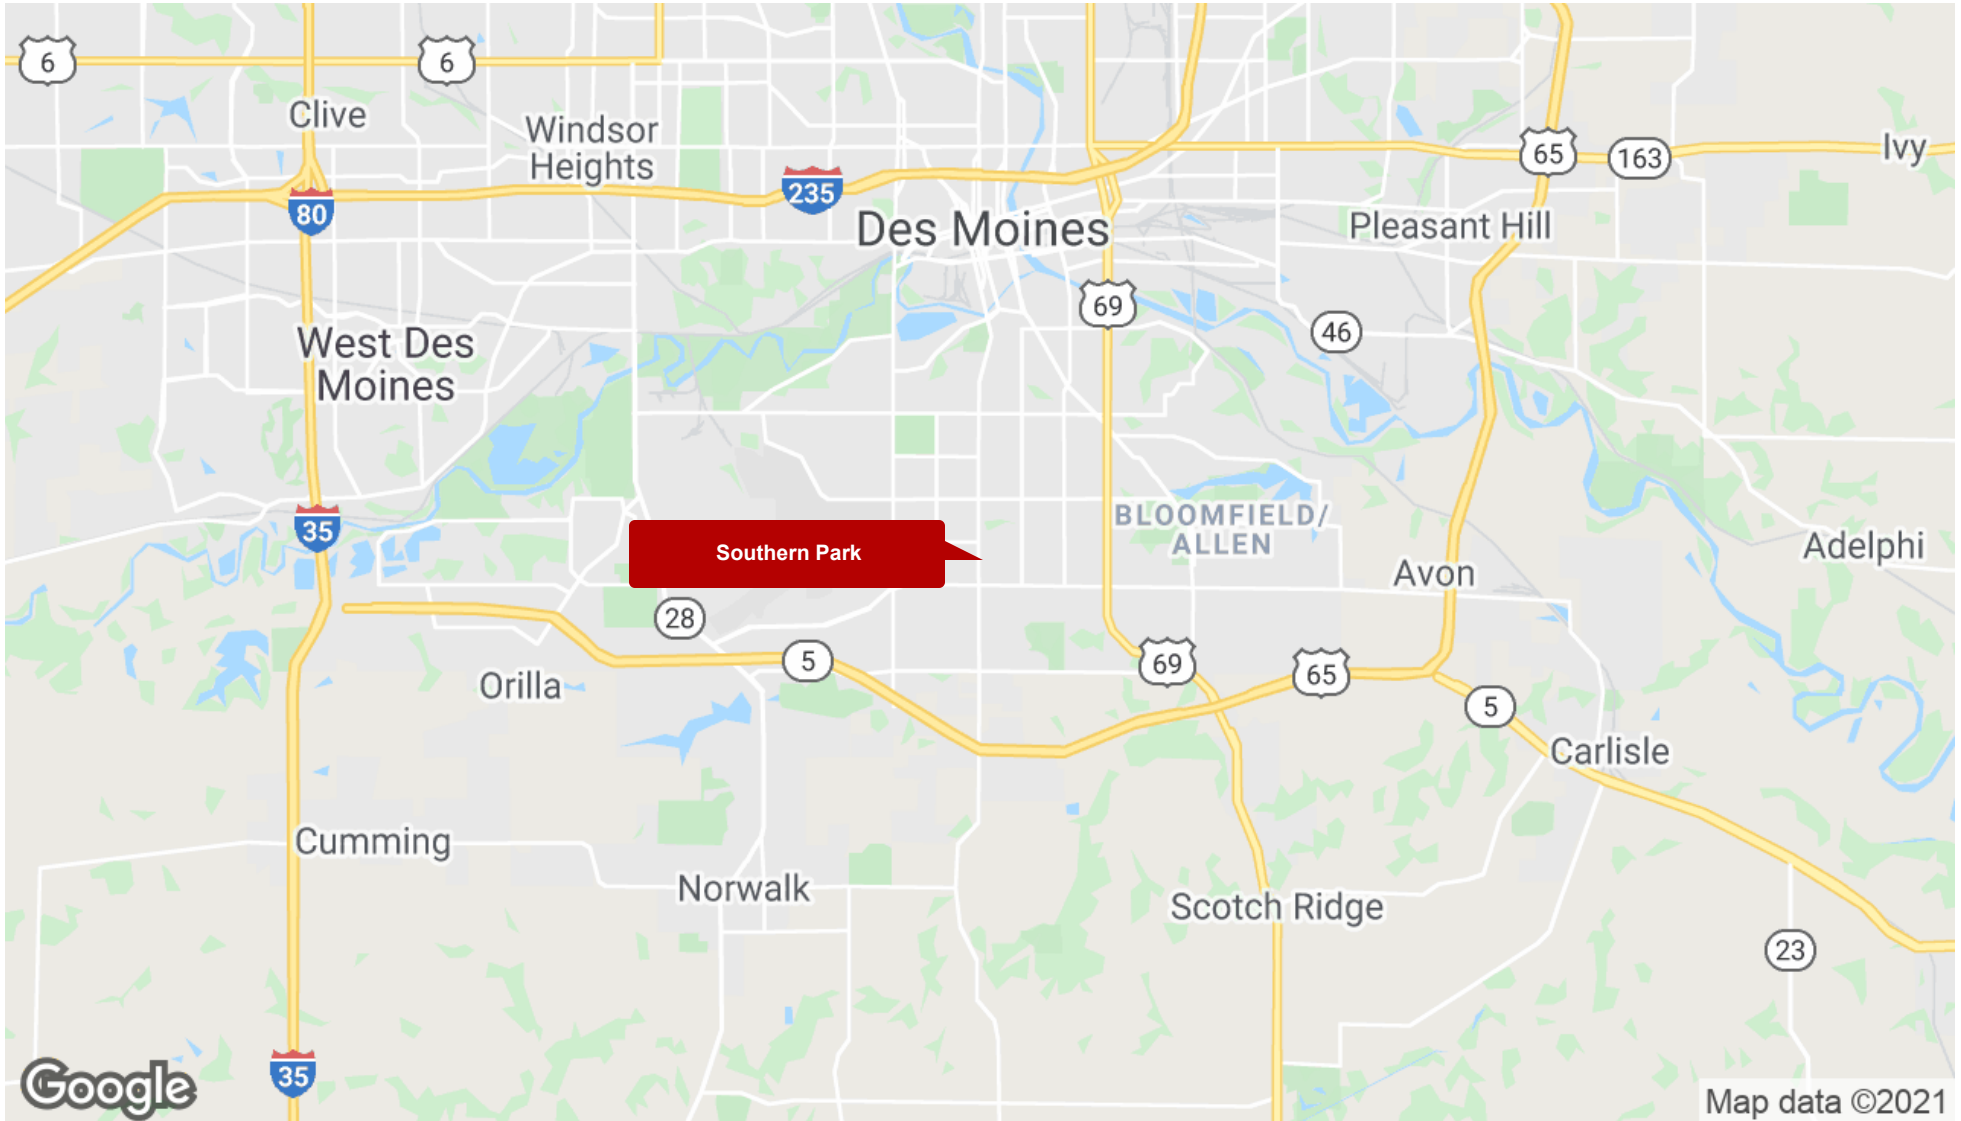 6
6
Clive
Windsor
Heights
65
163
Ivy
235
80
Des Moines
Pleasant Hill
69
46
West Des
Moines
35
BLOOMFIELD/
ALLEN
Southern Park
Adelphi
Avon
28
5
69
65
Orilla
5
Carlisle
Cumming
Norwalk
Scotch Ridge
23
35
Google
Map data ©2021